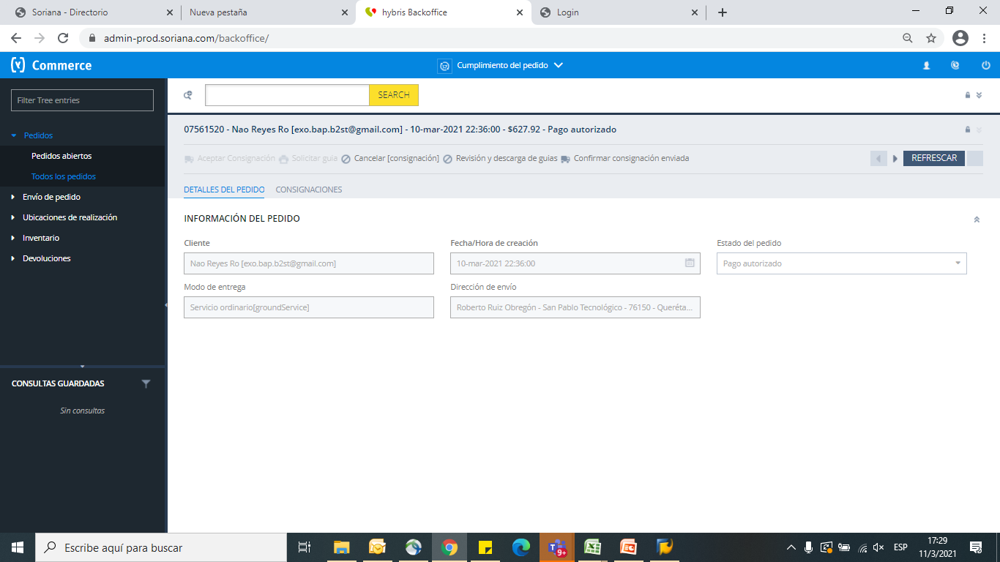 Soriana - Directorio
Nueva pestaña
hybris Backoffice
Login
admin-prod.soriana.com/backoffice/
Commerce
Cumplimiento del pedido
Filter Tree entries
SEARCH
Pedidos
Pedidos abiertos
Todos los pedidos
Envío de pedido
Ubicaciones de realización
Inventario
Devoluciones
CONSULTAS GUARDADAS
Sin consultas
07561520 - Nao Reyes Ro [exo.bap.b2st@gmail.com] - 10-mar-2021 22:36:00 - $627.92 - Pago autorizado
Aceptar Consignación Solicitar guia Cancelar [consignación] Revisión y descarga de guias Confirmar consignación enviada
REFRESCAR
DETALLES DEL PEDIDO CONSIGNACIONES
INFORMACIÓN DEL PEDIDO
Cliente
Fecha/Hora de creación
Estado del pedido
Nao Reyes Ro [exo.bap.b2st@gmail.com]
10-mar-2021 22:36:00
Pago autorizado
Modo de entrega
Dirección de envío
Servicio ordinario[groundService]
Roberto Ruiz Obregón - San Pablo Tecnológico - 76150 - Queréta...
Escribe aquí para buscar
9+
ESP
17:29
11/3/2021